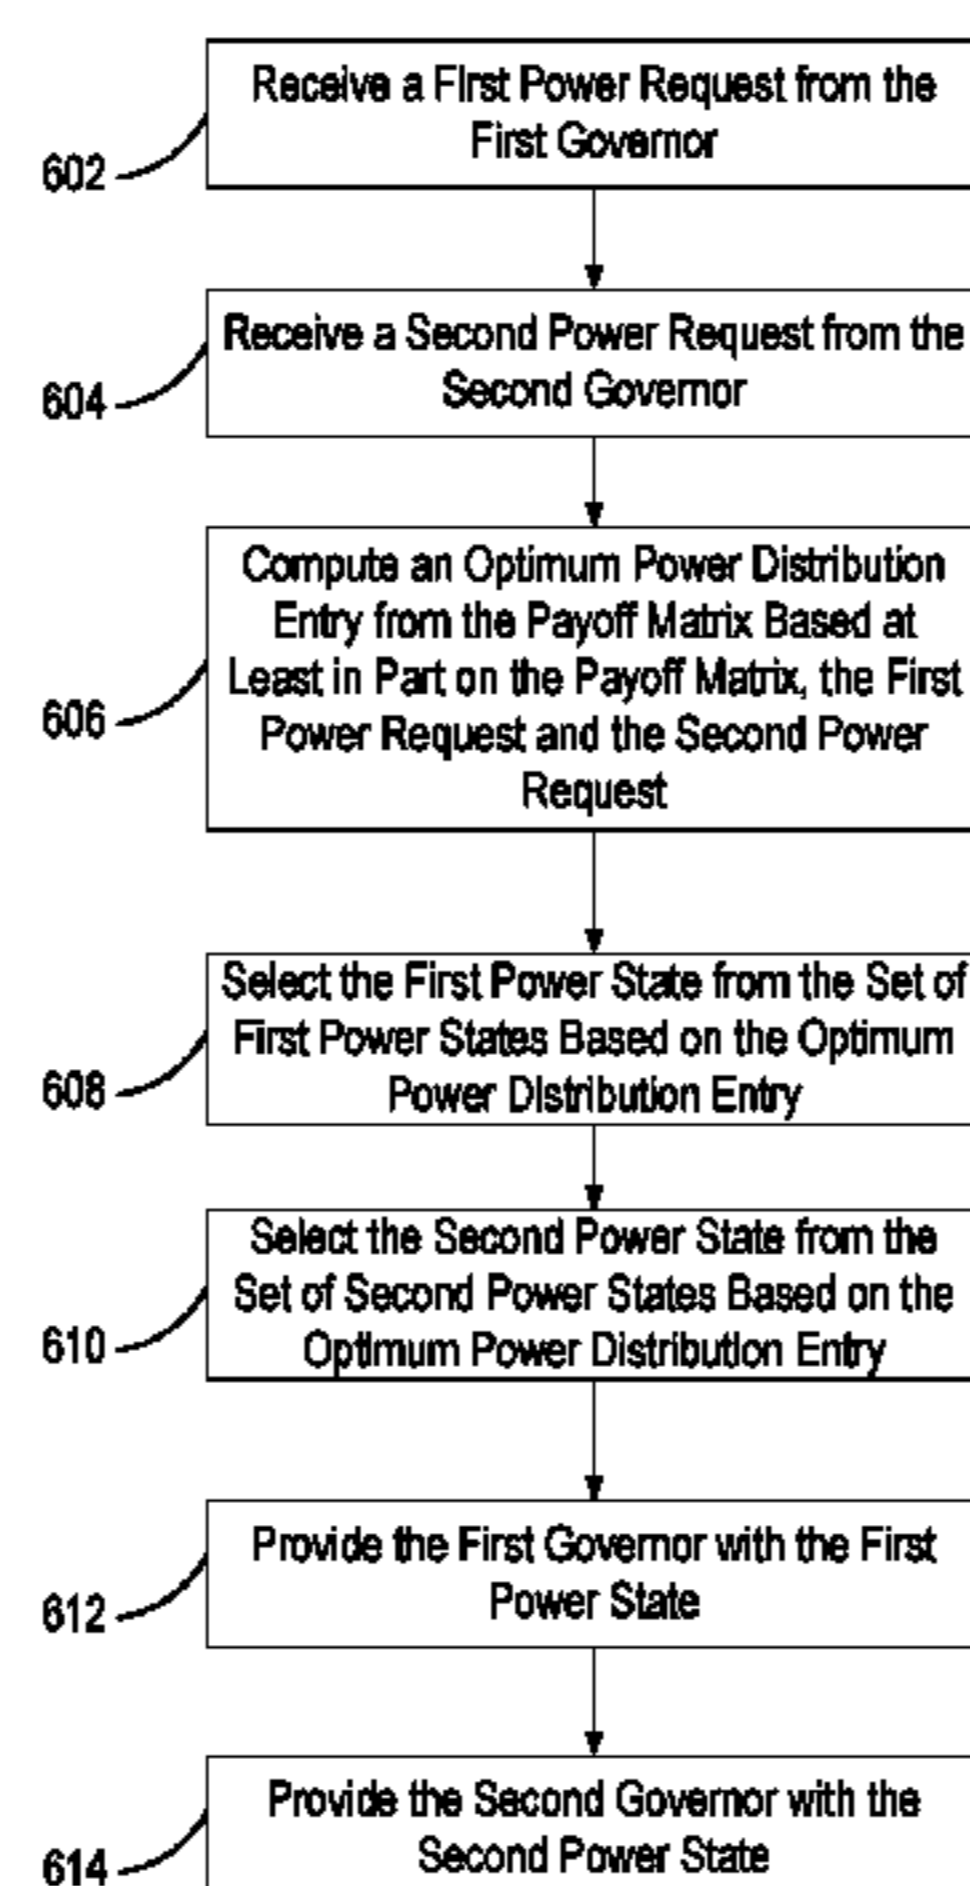 Receive a First Power Request from the
First Governor
602
Receive a Second Power Request from the
Second Governor
604
Compute an Optimum Power Distribution
Entry from the Payoff Matrix Based at
Least in Part on the Payoff Matrix, the First
Power Request and the Second Power
Request
606
Select the First Power State from the Set of
First Power States Based on the Optimum
Power Distribution Entry
608
Select the Second Power State from the
Set of Second Power States Based on the
Optimum Power Distribution Entry
610
Provide the First Governor with the First
Power State
612
Provide the Second Governor with the
Second Power State
614